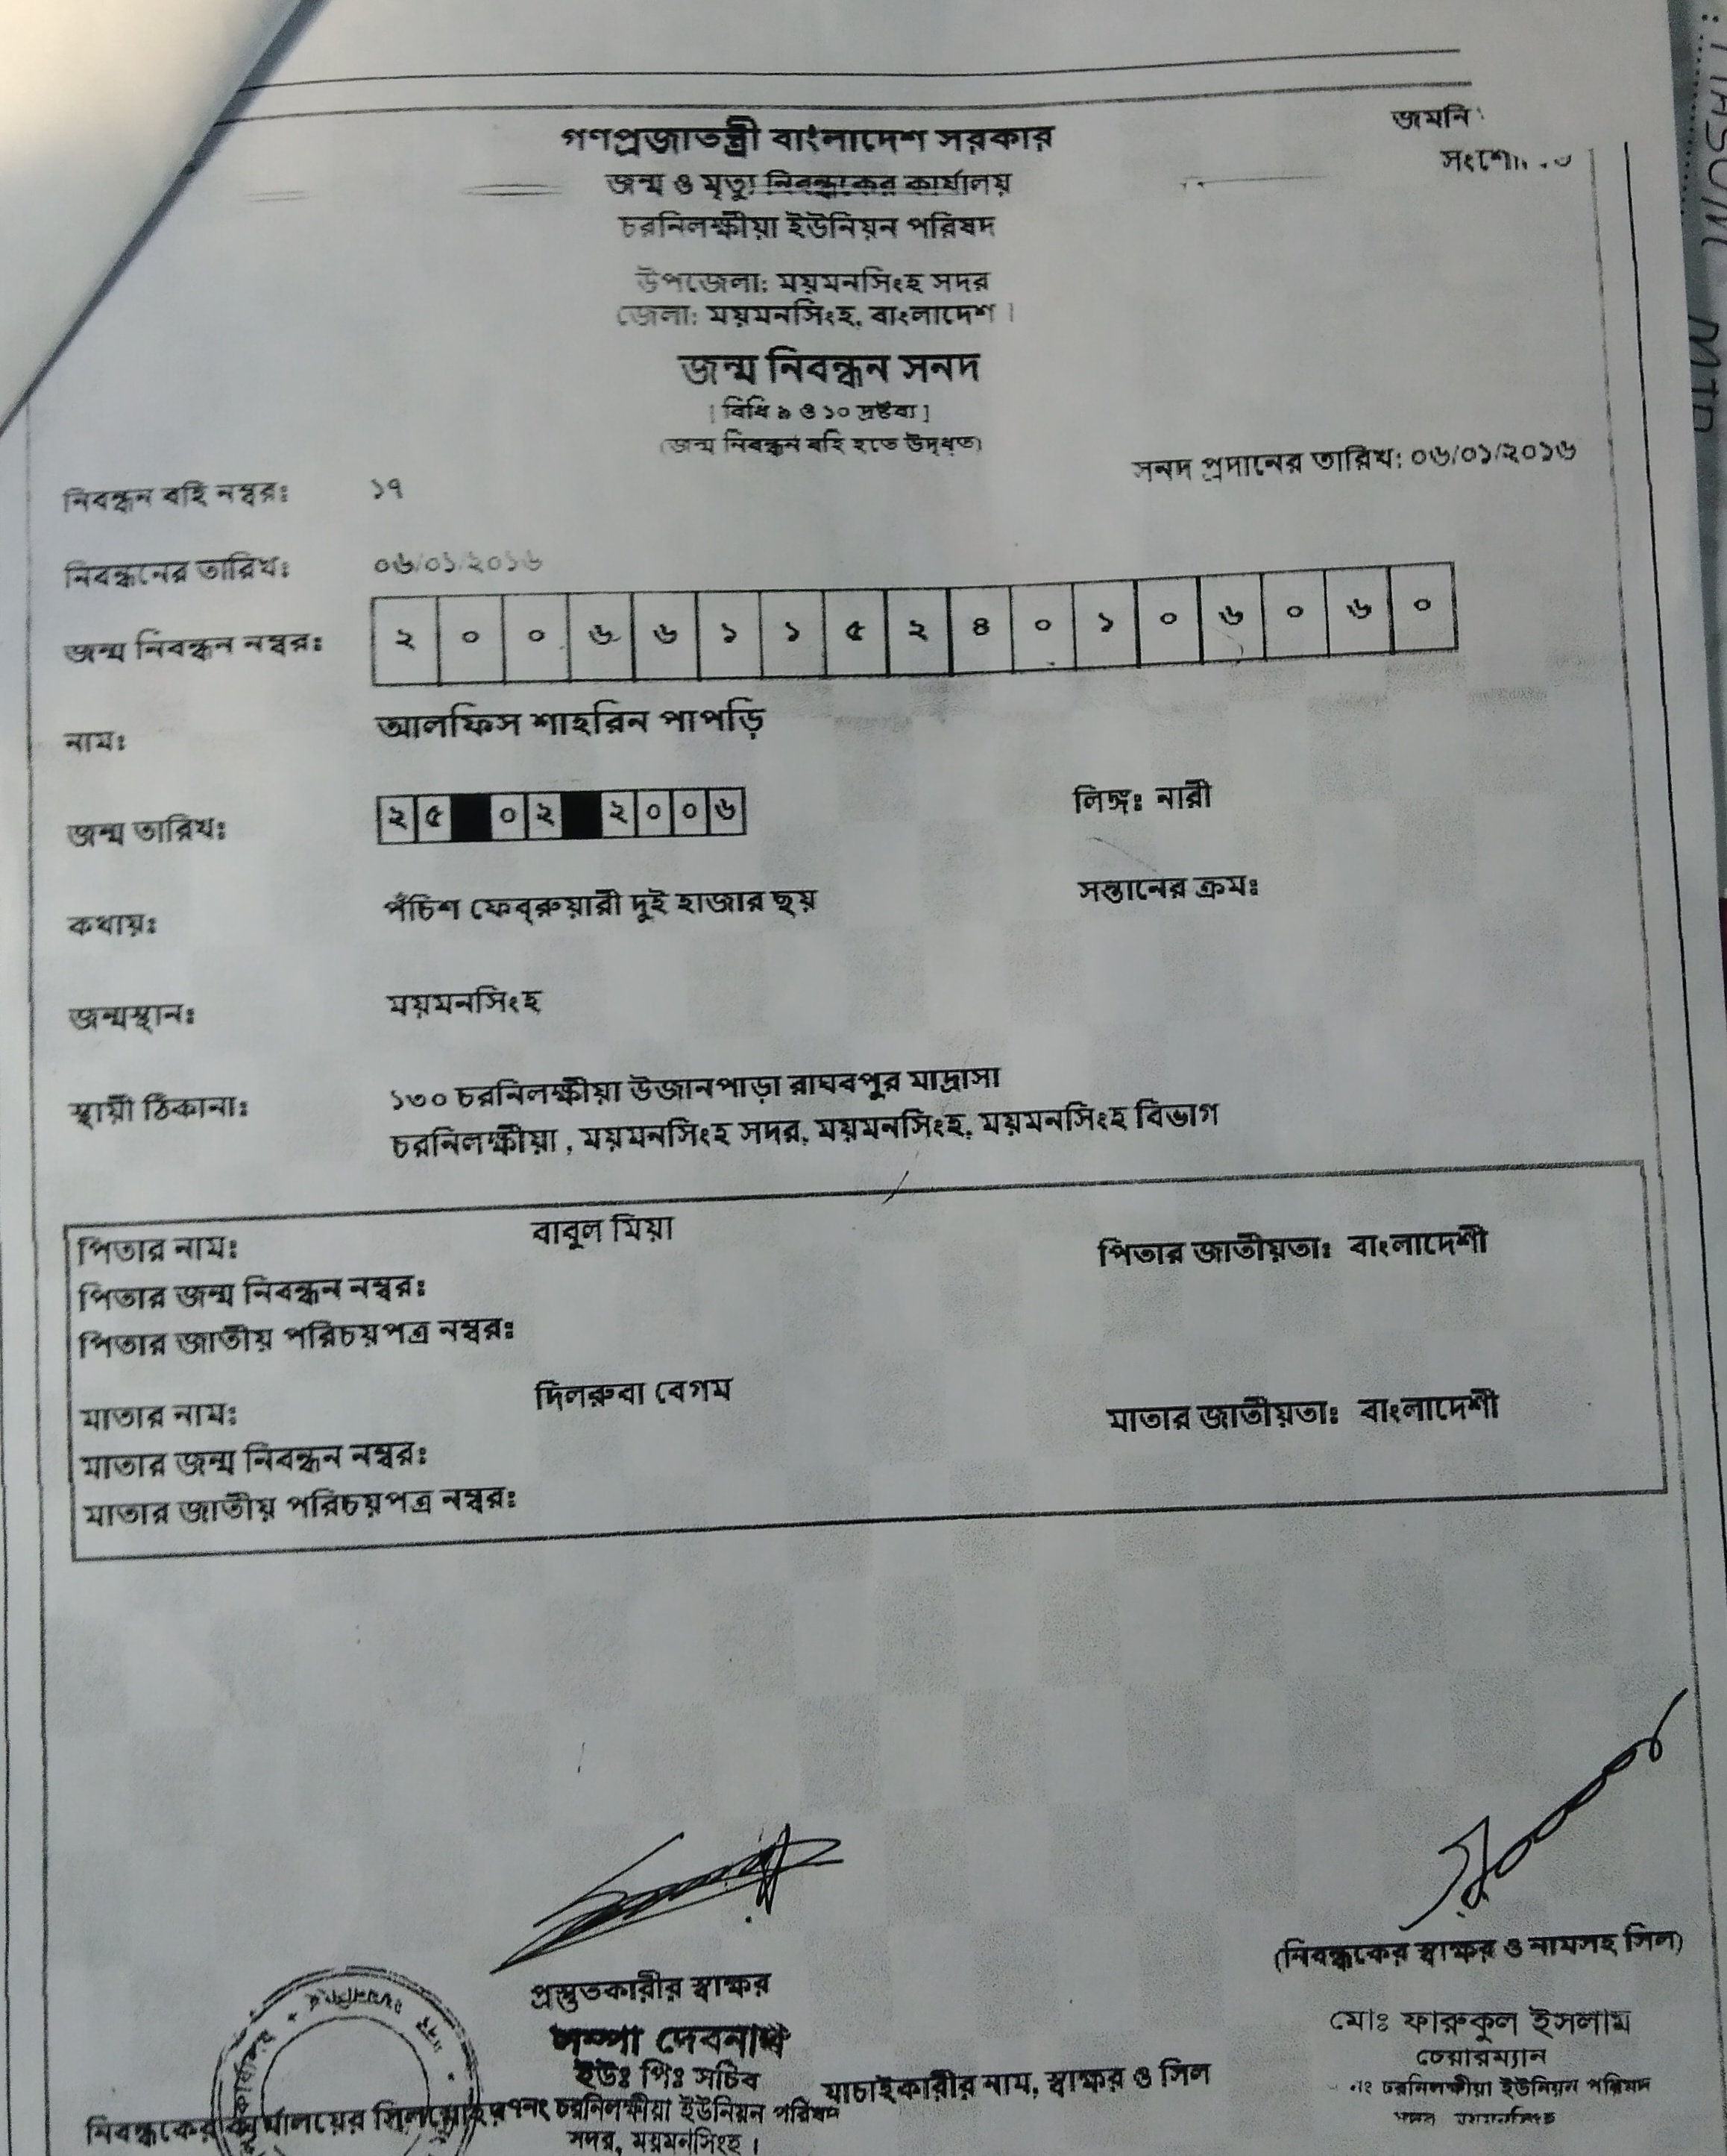 জমনি
গণপ্রজাতন্ত্রী বাংলাদেশ সরকার
জন্ম ও মৃত্যু নিবন্ধকের কার্যালয়
চরনিলক্ষীয়া ইউনিয়ন পরিষদ
উপজেলা: ময়মনসিংহ সদর
জেলা: ময়মনসিংহ, বাংলাদেশ।
জন্ম নিবন্ধন সনদ
[ বিধি ৯ ও ১০ দ্রষ্টব্য ]
(জন্ম নিবন্ধন বহি হতে উদ্ধৃত)
সনদ প্রদানের তারিখ: ০৬/০১/২০১৬
নিবন্ধন বহি নম্বরঃ ১৭
নিবন্ধনের তারিখঃ ০৬/০১/২০১৬
জন্ম নিবন্ধন নম্বরঃ ২ ০ ০ ৬ ৬ ১ ১ ৫ ২ ৪ ০ ১ ০ ৬ ০ ৬ ০
নামঃ আলফিস শাহরিন পাপড়ি
জন্ম তারিখঃ ২ ৫ ০ ২ ২ ০ ০ ৬ লিঙ্গঃ নারী
কথায়ঃ পঁচিশ ফেব্রুয়ারী দুই হাজার ছয় সন্তানের ক্রমঃ
জন্মস্থানঃ ময়মনসিংহ
স্থায়ী ঠিকানাঃ ১৩০ চরনিলক্ষীয়া উজানপাড়া রাঘবপুর মাদ্রাসা
চরনিলক্ষীয়া , ময়মনসিংহ সদর, ময়মনসিংহ, ময়মনসিংহ বিভাগ
পিতার নামঃ বাবুল মিয়া পিতার জাতীয়তাঃ বাংলাদেশী
পিতার জন্ম নিবন্ধন নম্বরঃ
পিতার জাতীয় পরিচয়পত্র নম্বরঃ
মাতার নামঃ দিলরুবা বেগম মাতার জাতীয়তাঃ বাংলাদেশী
মাতার জন্ম নিবন্ধন নম্বরঃ
মাতার জাতীয় পরিচয়পত্র নম্বরঃ
(নিবন্ধকের স্বাক্ষর ও নামসহ সিল)
মোঃ ফারুকুল ইসলাম
চেয়ারম্যান
নং চরনিলক্ষীয়া ইউনিয়ন পরিষদ
সদর ময়মনসিংহ
প্রস্তুতকারীর স্বাক্ষর
সম্পা দেবনাথ
ইউঃ পিঃ সচিব
৭নং চরনিলক্ষীয়া ইউনিয়ন পরিষদ
সদর, ময়মনসিংহ।
যাচাইকারীর নাম, স্বাক্ষর ও সিল
নিবন্ধকের কার্যালয়ের সিলমোহর